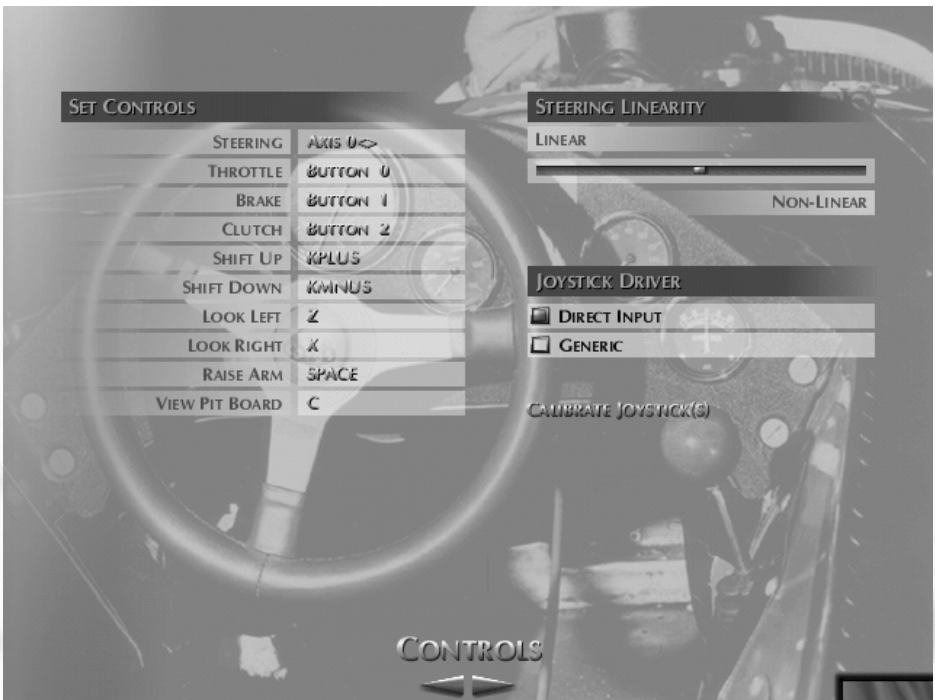 SET CONTROLS
STEERING AXIS 0<>
THROTTLE BUTTON 0
BRAKE BUTTON 1
CLUTCH BUTTON 2
SHIFT UP KPLUS
SHIFT DOWN KMINUS
LOOK LEFT Z
LOOK RIGHT X
RAISE ARM SPACE
VIEW PIT BOARD C
STEERING LINEARITY
LINEAR
NON-LINEAR
JOYSTICK DRIVER
DIRECT INPUT
GENERIC
CALIBRATE JOYSTICK(S)
CONTROLS